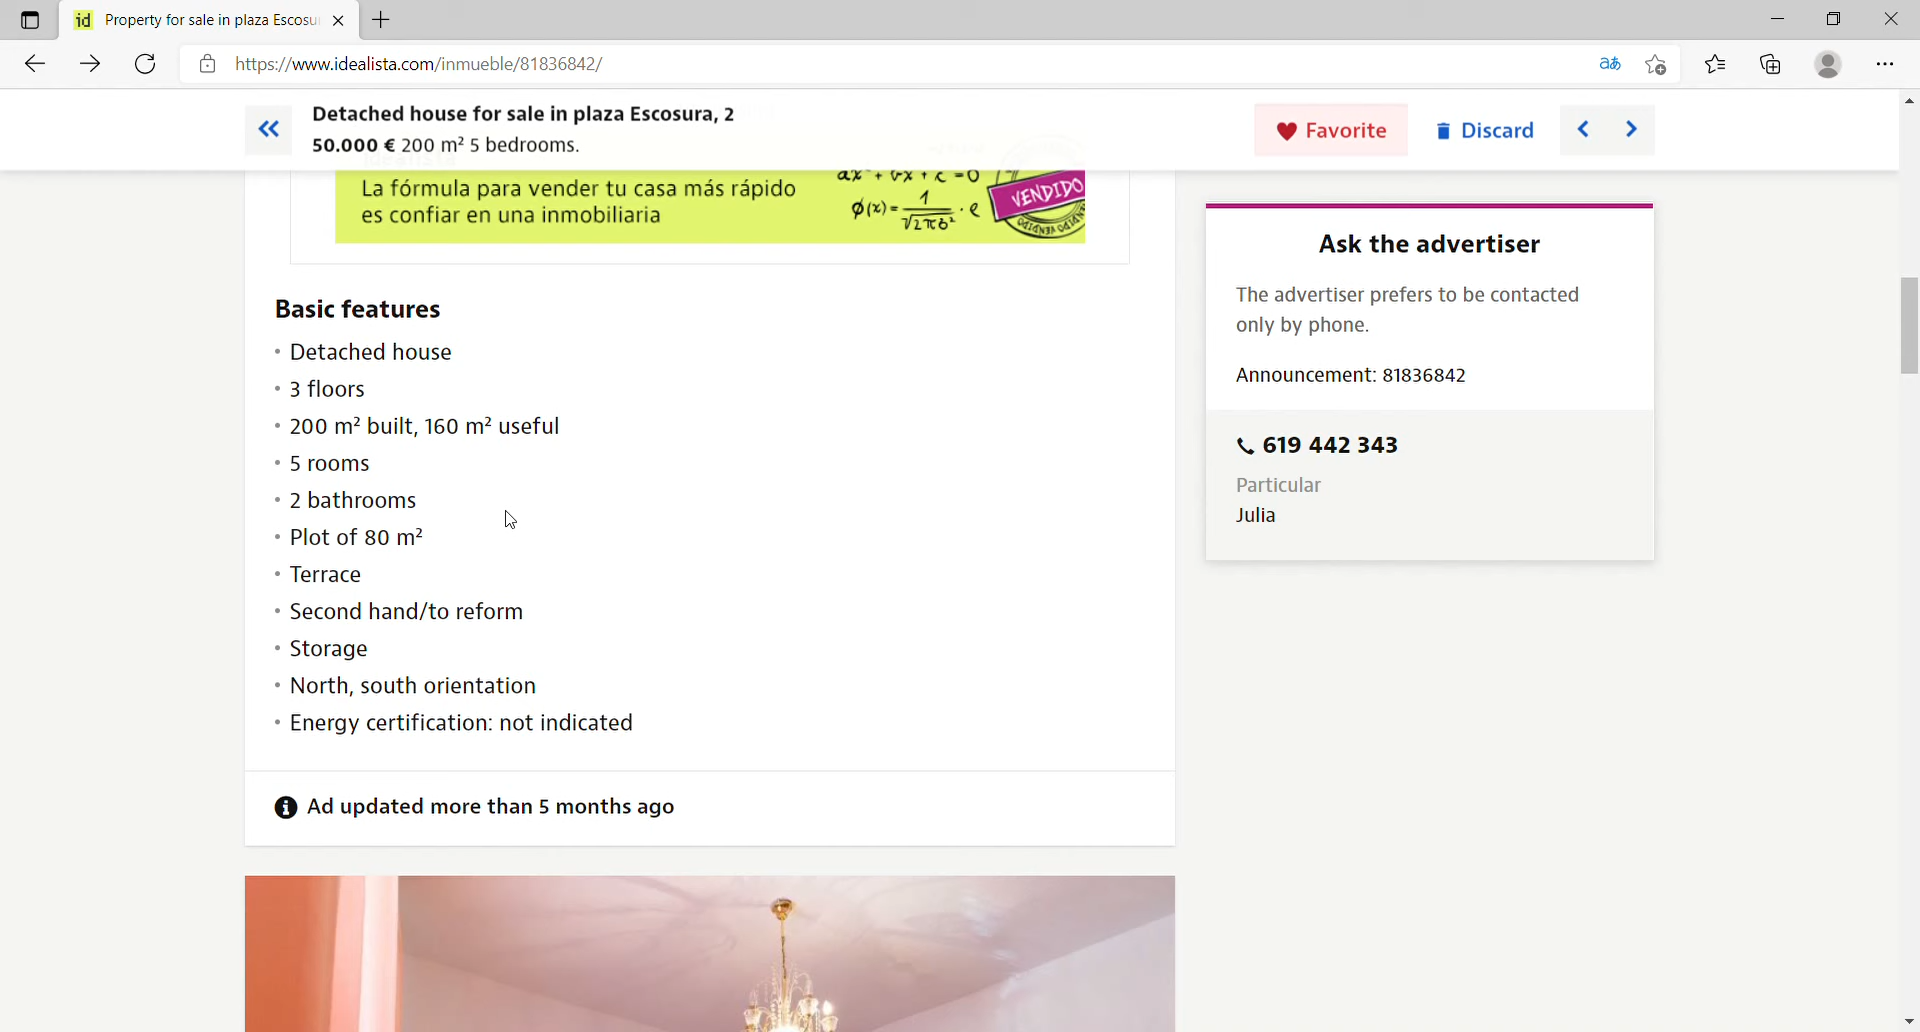 id Property for sale in plaza Escosu
https://www.idealista.com/inmueble/81836842/
aあ
Detached house for sale in plaza Escosura, 2
50.000 € 200 m² 5 bedrooms.
Favorite
Discard
La fórmula para vender tu casa más rápido
es confiar en una inmobiliaria
VENDIDO
Basic features
• Detached house
• 3 floors
• 200 m² built, 160 m² useful
• 5 rooms
• 2 bathrooms
• Plot of 80 m²
• Terrace
• Second hand/to reform
• Storage
• North, south orientation
• Energy certification: not indicated
Ad updated more than 5 months ago
Ask the advertiser
The advertiser prefers to be contacted
only by phone.
Announcement: 81836842
619 442 343
Particular
Julia